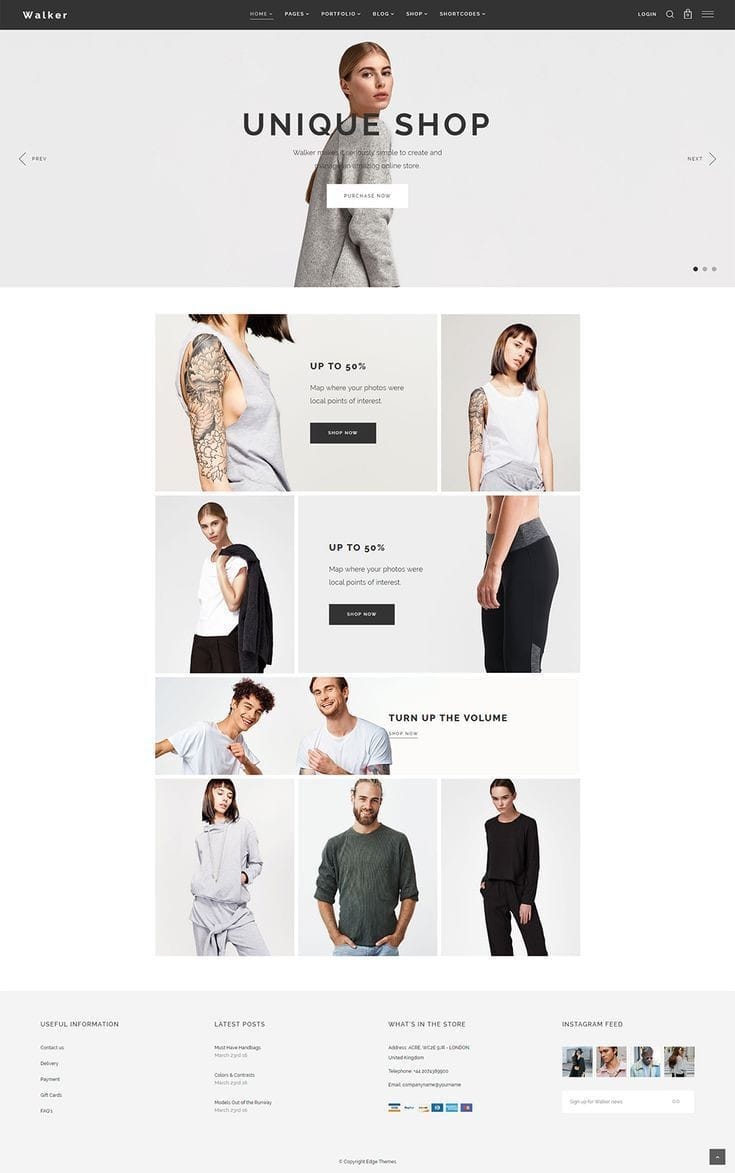 Walker
HOME PAGES PORTFOLIO BLOG SHOP SHORTCODES
LOGIN
UNIQUE SHOP
Walker makes it seriously simple to create and
online store.
PREV
NEXT
PURCHASE NOW
UP TO 50%
Map where your photos were
local points of interest.
SHOP NOW
UP TO 50%
Map where your photos were
local points of interest.
SHOP NOW
TURN UP THE VOLUME
SHOP NOW
USEFUL INFORMATION
Contact us
Delivery
Payment
Gift Cards
FAQ's
LATEST POSTS
Must Have Handbags
March 23rd 16
Colors & Contrasts
March 23rd 16
Models Out of the Runway
March 23rd 16
WHAT'S IN THE STORE
Address: ACRE, WC2E 9JR - LONDON,
United Kingdom
Telephone: +44 2074389900
Email: companyname@yourname
PayPal
INSTAGRAM FEED
Sign up for Walker news
GO
© Copyright Edge Themes